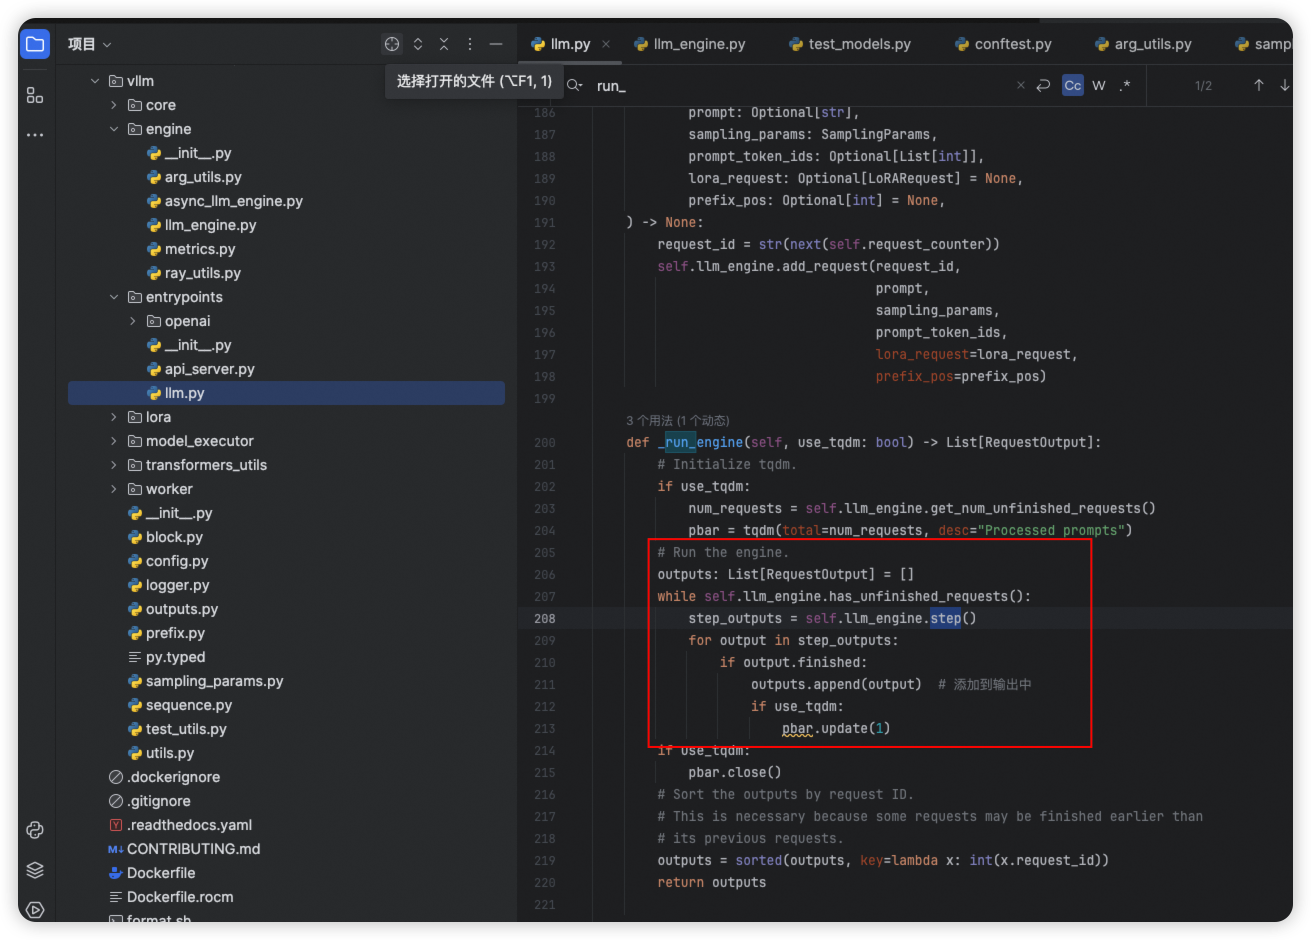 项目
llm.py
llm_engine.py
test_models.py
conftest.py
arg_utils.py
samp
选择打开的文件 (⌥F1, 1)
run_
Cc
W
.*
1/2
vllm
core
engine
__init__.py
arg_utils.py
async_llm_engine.py
llm_engine.py
metrics.py
ray_utils.py
entrypoints
openai
__init__.py
api_server.py
llm.py
lora
model_executor
transformers_utils
worker
__init__.py
block.py
config.py
logger.py
outputs.py
prefix.py
py.typed
sampling_params.py
sequence.py
test_utils.py
utils.py
.dockerignore
.gitignore
.readthedocs.yaml
M↓ CONTRIBUTING.md
Dockerfile
Dockerfile.rocm
format.sh
186 prompt: Optional[str],
187 sampling_params: SamplingParams,
188 prompt_token_ids: Optional[List[int]],
189 lora_request: Optional[LoRARequest] = None,
190 prefix_pos: Optional[int] = None,
191 ) -> None:
192 request_id = str(next(self.request_counter))
193 self.llm_engine.add_request(request_id,
194 prompt,
195 sampling_params,
196 prompt_token_ids,
197 lora_request=lora_request,
198 prefix_pos=prefix_pos)
199
3 个用法 (1 个动态)
200 def _run_engine(self, use_tqdm: bool) -> List[RequestOutput]:
201 # Initialize tqdm.
202 if use_tqdm:
203 num_requests = self.llm_engine.get_num_unfinished_requests()
204 pbar = tqdm(total=num_requests, desc="Processed prompts")
205 # Run the engine.
206 outputs: List[RequestOutput] = []
207 while self.llm_engine.has_unfinished_requests():
208 step_outputs = self.llm_engine.step()
209 for output in step_outputs:
210 if output.finished:
211 outputs.append(output)  # 添加到输出中
212 if use_tqdm:
213 pbar.update(1)
214 if use_tqdm:
215 pbar.close()
216 # Sort the outputs by request ID.
217 # This is necessary because some requests may be finished earlier than
218 # its previous requests.
219 outputs = sorted(outputs, key=lambda x: int(x.request_id))
220 return outputs
221